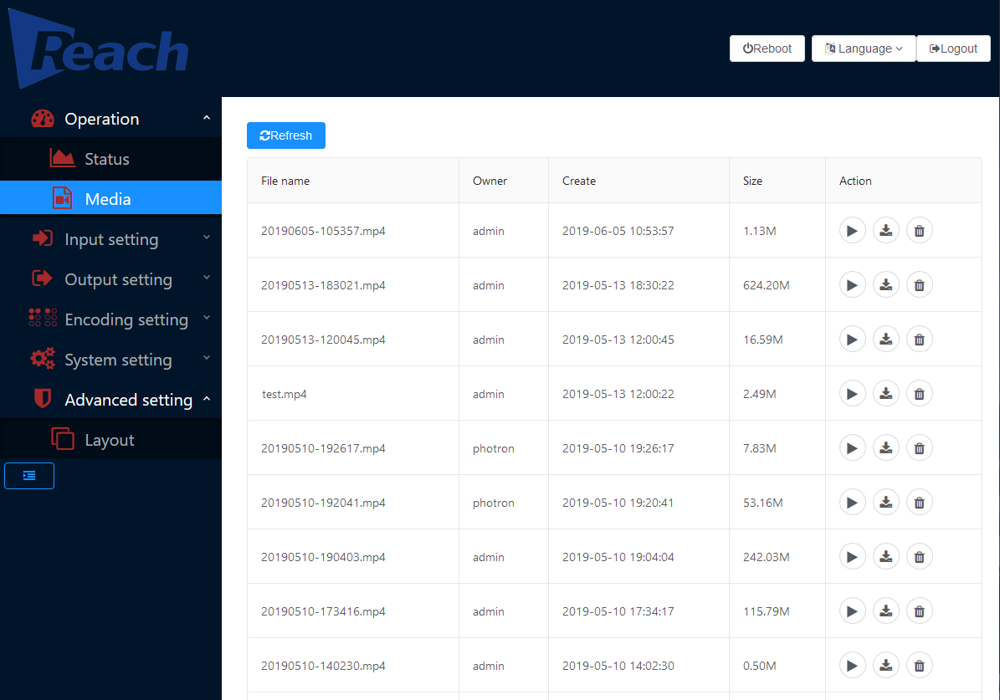 Reach
Reboot
Language
Logout
Operation
Status
Media
Input setting
Output setting
Encoding setting
System setting
Advanced setting
Layout
Refresh
File name Owner Create Size Action
20190605-105357.mp4 admin 2019-06-05 10:53:57 1.13M
20190513-183021.mp4 admin 2019-05-13 18:30:22 624.20M
20190513-120045.mp4 admin 2019-05-13 12:00:45 16.59M
test.mp4 admin 2019-05-13 12:00:22 2.49M
20190510-192617.mp4 photron 2019-05-10 19:26:17 7.83M
20190510-192041.mp4 photron 2019-05-10 19:20:41 53.16M
20190510-190403.mp4 admin 2019-05-10 19:04:04 242.03M
20190510-173416.mp4 admin 2019-05-10 17:34:17 115.79M
20190510-140230.mp4 admin 2019-05-10 14:02:30 0.50M